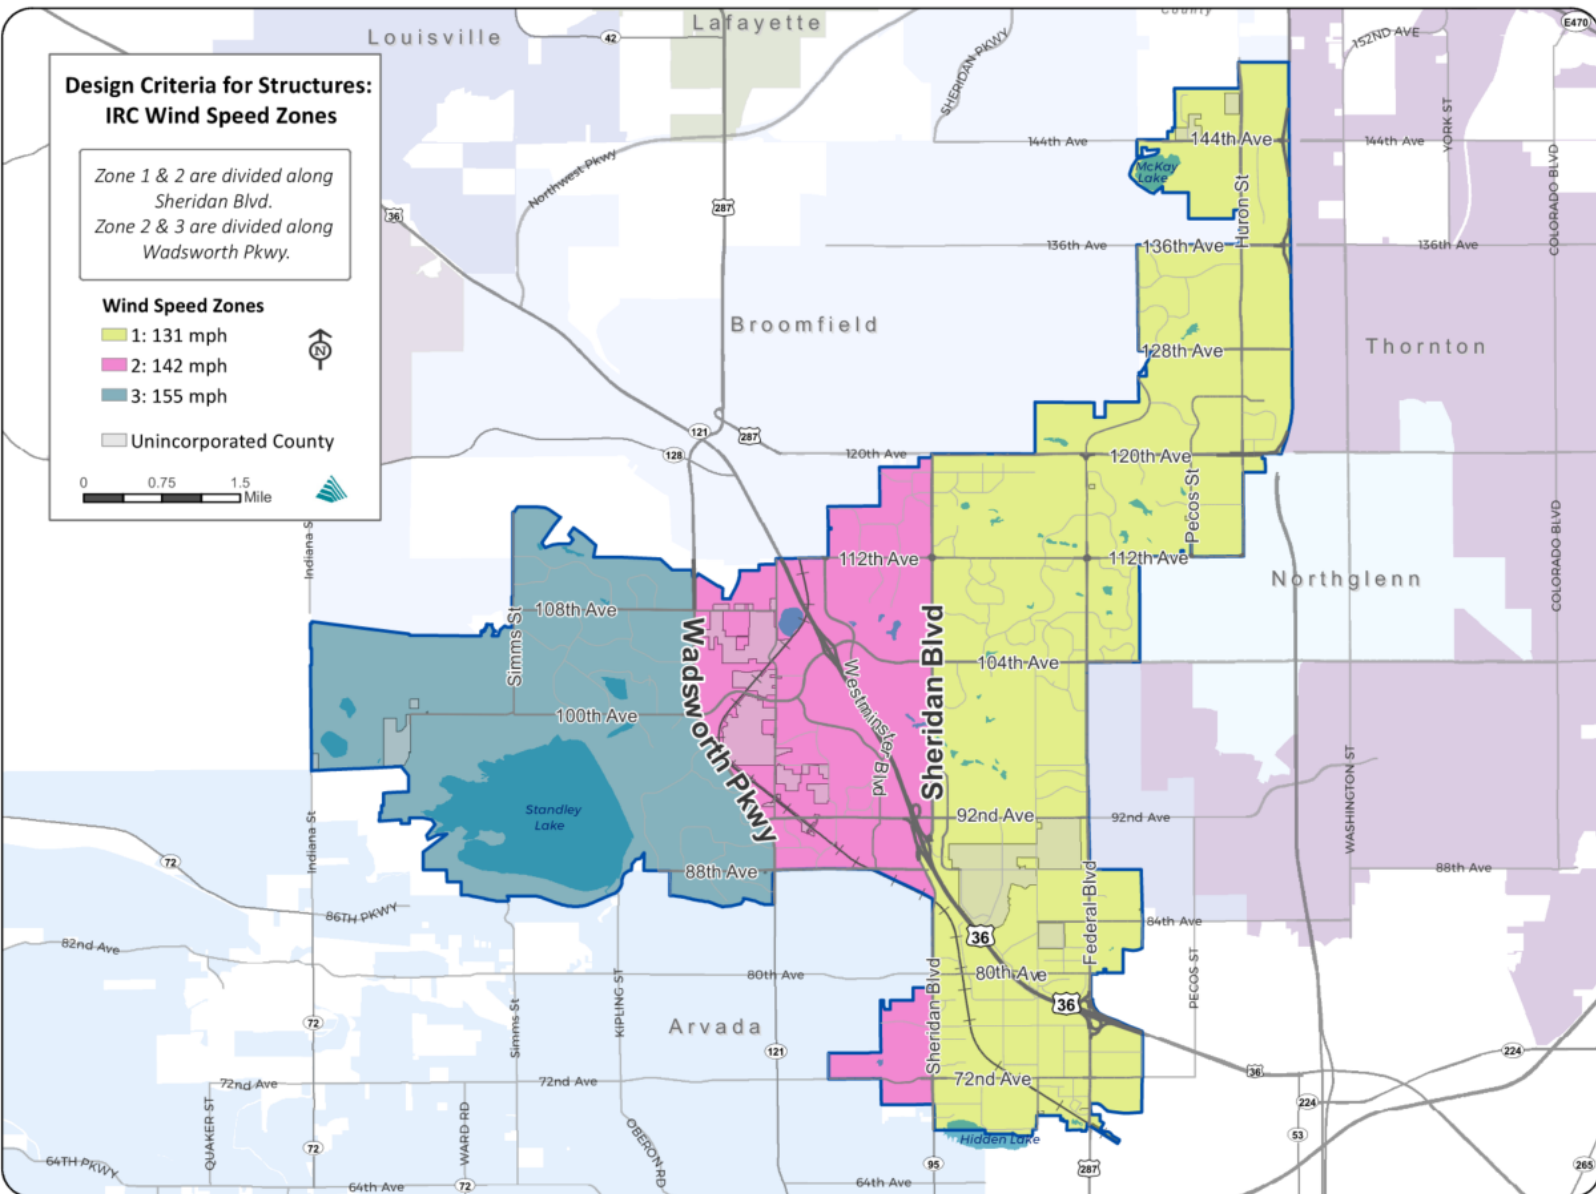 Design Criteria for Structures:
IRC Wind Speed Zones
Zone 1 & 2 are divided along
Sheridan Blvd.
Zone 2 & 3 are divided along
Wadsworth Pkwy.
Wind Speed Zones
1: 131 mph
2: 142 mph
3: 155 mph
Unincorporated County
N
0 0.75 1.5
Mile
Louisville
42
Lafayette
County
SHERIDAN PKWY
152ND AVE
E470
YORK ST
COLORADO BLVD
144th Ave
144th Ave
144th Ave
McKay
Lake
Northwest Pkwy
36
287
Huron St
136th Ave
136th Ave
136th Ave
Broomfield
128th Ave
Thornton
121
287
128
120th Ave
120th Ave
Pecos St
COLORADO BLVD
112th Ave
112th Ave
Northglenn
Indiana S
Simms St
108th Ave
Wadsworth Pkwy
Westminster Blvd
Sheridan Blvd
104th Ave
100th Ave
Standley
Lake
92nd Ave
92nd Ave
WASHINGTON ST
Indiana St
72
88th Ave
88th Ave
Federal Blvd
86TH PKWY
84th Ave
36
82nd Ave
80th Ave
80th Ave
PECOS ST
Simms St
KIPLING ST
Sheridan Blvd
36
72
Arvada
121
224
36
72nd Ave
72nd Ave
72nd Ave
224
QUAKER ST
WARD RD
OBERON RD
Hidden Lake
53
72
64TH PKWY
95
287
265
64th Ave
72
64th Ave